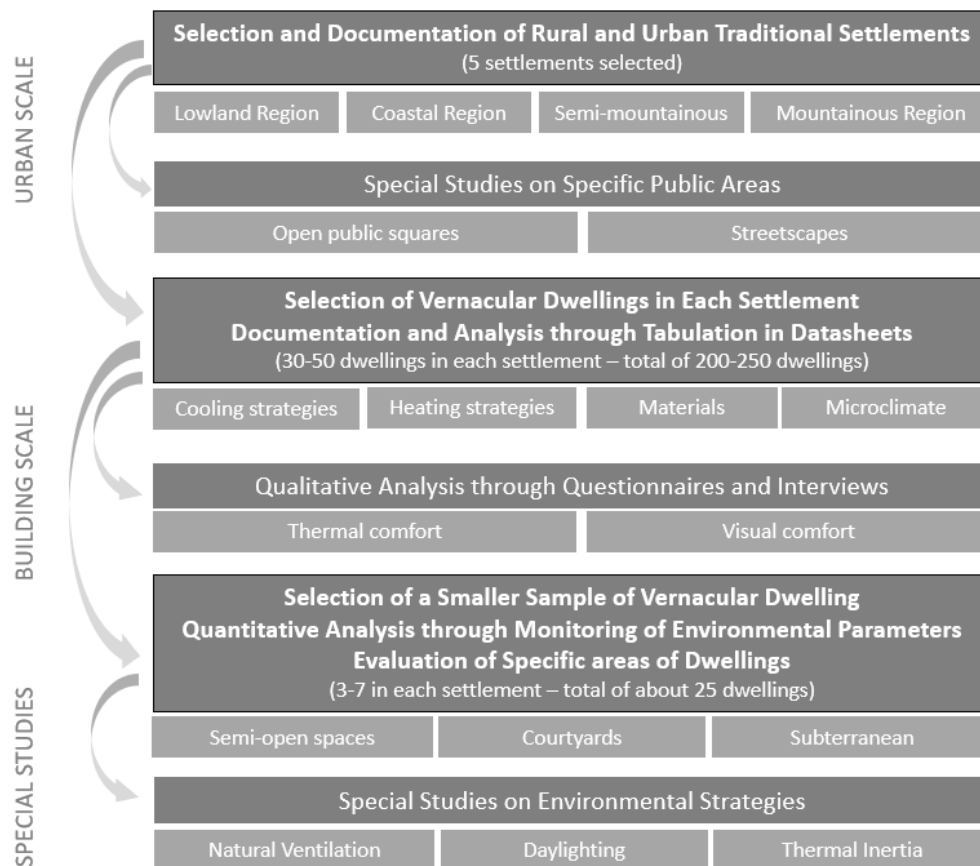 URBAN SCALE
Selection and Documentation of Rural and Urban Traditional Settlements
(5 settlements selected)
Lowland Region
Coastal Region
Semi-mountainous
Mountainous Region
Special Studies on Specific Public Areas
Open public squares
Streetscapes
BUILDING SCALE
Selection of Vernacular Dwellings in Each Settlement
Documentation and Analysis through Tabulation in Datasheets
(30-50 dwellings in each settlement – total of 200-250 dwellings)
Cooling strategies
Heating strategies
Materials
Microclimate
Qualitative Analysis through Questionnaires and Interviews
Thermal comfort
Visual comfort
SPECIAL STUDIES
Selection of a Smaller Sample of Vernacular Dwelling
Quantitative Analysis through Monitoring of Environmental Parameters
Evaluation of Specific areas of Dwellings
(3-7 in each settlement – total of about 25 dwellings)
Semi-open spaces
Courtyards
Subterranean
Special Studies on Environmental Strategies
Natural Ventilation
Daylighting
Thermal Inertia